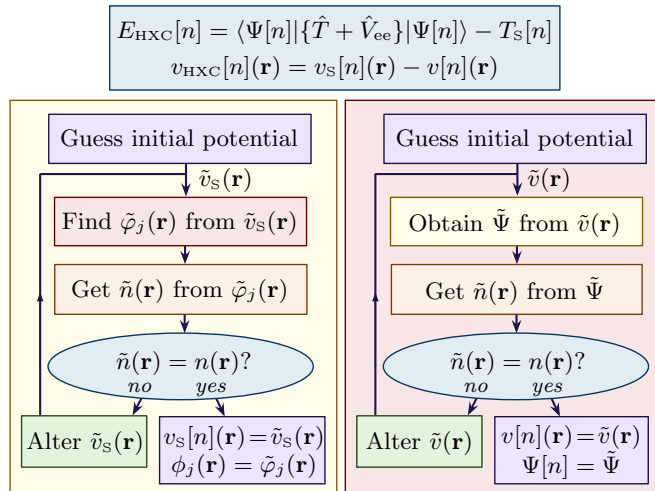 E_HXC[n] = ⟨Ψ[n]|{T̂ + V̂_ee}|Ψ[n]⟩ − T_S[n]
v_HXC[n](𝐫) = v_S[n](𝐫) − v[n](𝐫)
Guess initial potential
ṽ_S(𝐫)
Find φ̃_j(𝐫) from ṽ_S(𝐫)
Get ñ(𝐫) from φ̃_j(𝐫)
ñ(𝐫) = n(𝐫)?
no yes
Alter ṽ_S(𝐫)
v_S[n](𝐫) = ṽ_S(𝐫)
ϕ_j(𝐫) = φ̃_j(𝐫)
Guess initial potential
ṽ(𝐫)
Obtain Ψ̃ from ṽ(𝐫)
Get ñ(𝐫) from Ψ̃
ñ(𝐫) = n(𝐫)?
no yes
Alter ṽ(𝐫)
v[n](𝐫) = ṽ(𝐫)
Ψ[n] = Ψ̃